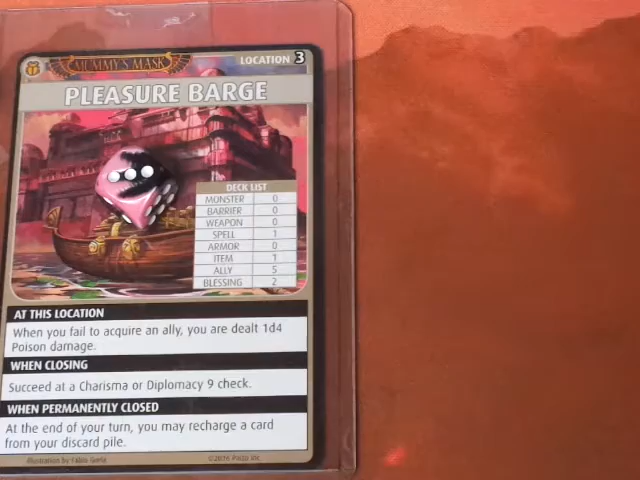 MUMMY'S MASK
LOCATION 3
PLEASURE BARGE
DECK LIST
MONSTER 0
BARRIER 0
WEAPON 0
SPELL 1
ARMOR 0
ITEM 1
ALLY 5
BLESSING 2
AT THIS LOCATION
When you fail to acquire an ally, you are dealt 1d4
Poison damage.
WHEN CLOSING
Succeed at a Charisma or Diplomacy 9 check.
WHEN PERMANENTLY CLOSED
At the end of your turn, you may recharge a card
from your discard pile.
Illustration by Fabio Gorla
©2016 Paizo Inc.